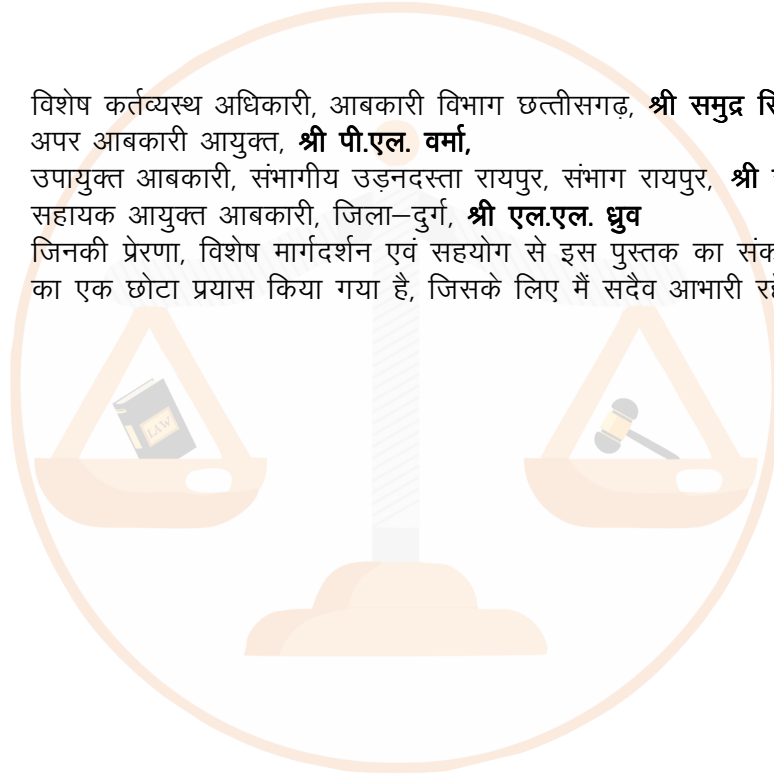 विशेष कर्तव्यस्थ अधिकारी, आबकारी विभाग छत्तीसगढ़, श्री समुद्र
अपर आबकारी आयुक्त, श्री पी.एल. वर्मा,
उपायुक्त आबकारी, संभागीय उड़नदस्ता रायपुर, संभाग रायपुर, श्री
सहायक आयुक्त आबकारी, जिला–दुर्ग, श्री एल.एल. ध्रुव
जिनकी प्रेरणा, विशेष मार्गदर्शन एवं सहयोग से इस पुस्तक का
का एक छोटा प्रयास किया गया है, जिसके लिए मैं सदैव आभारी
LAW